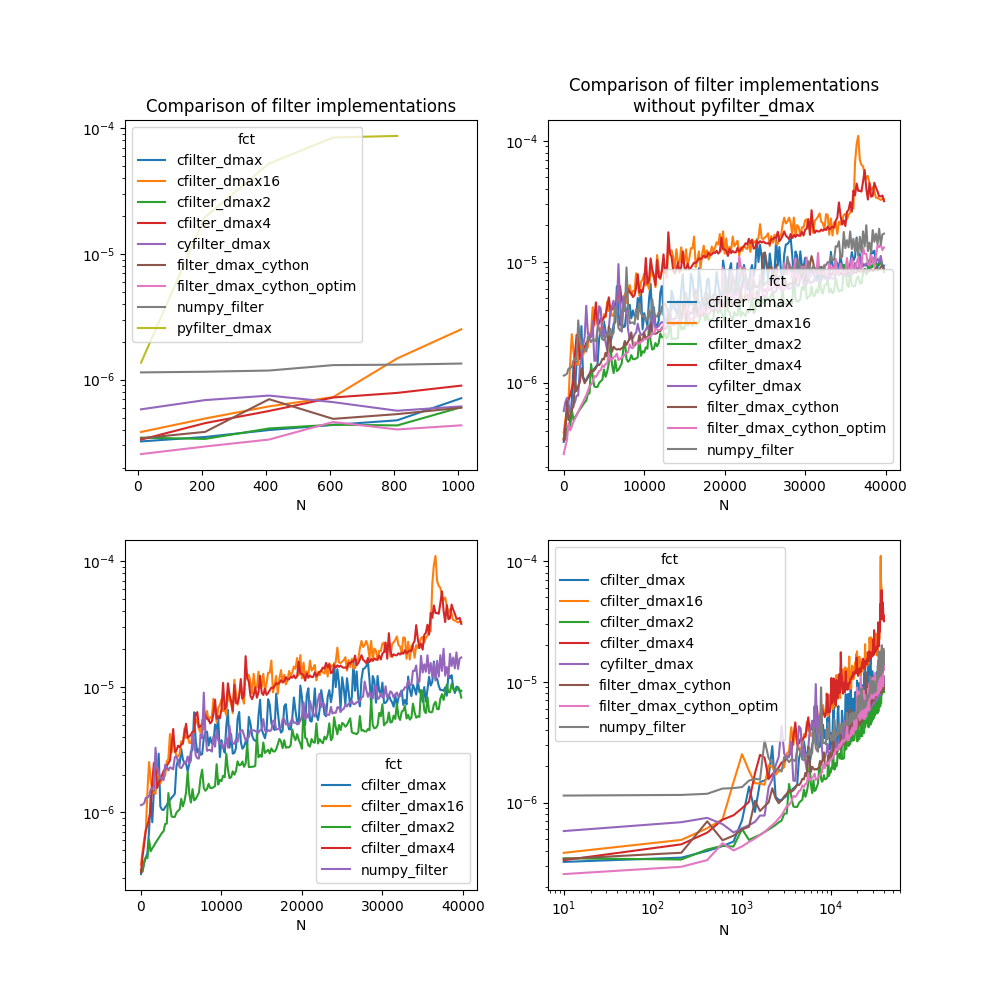 Comparison of filter implementations
10⁻⁴
10⁻⁵
10⁻⁶
fct
cfilter_dmax
cfilter_dmax16
cfilter_dmax2
cfilter_dmax4
cyfilter_dmax
filter_dmax_cython
filter_dmax_cython_optim
numpy_filter
pyfilter_dmax
0 200 400 600 800 1000
N
Comparison of filter implementations
without pyfilter_dmax
10⁻⁴
10⁻⁵
10⁻⁶
fct
cfilter_dmax
cfilter_dmax16
cfilter_dmax2
cfilter_dmax4
cyfilter_dmax
filter_dmax_cython
filter_dmax_cython_optim
numpy_filter
0 10000 20000 30000 40000
N
10⁻⁴
10⁻⁵
10⁻⁶
fct
cfilter_dmax
cfilter_dmax16
cfilter_dmax2
cfilter_dmax4
numpy_filter
0 10000 20000 30000 40000
N
10⁻⁴
10⁻⁵
10⁻⁶
fct
cfilter_dmax
cfilter_dmax16
cfilter_dmax2
cfilter_dmax4
cyfilter_dmax
filter_dmax_cython
filter_dmax_cython_optim
numpy_filter
10¹ 10² 10³ 10⁴
N